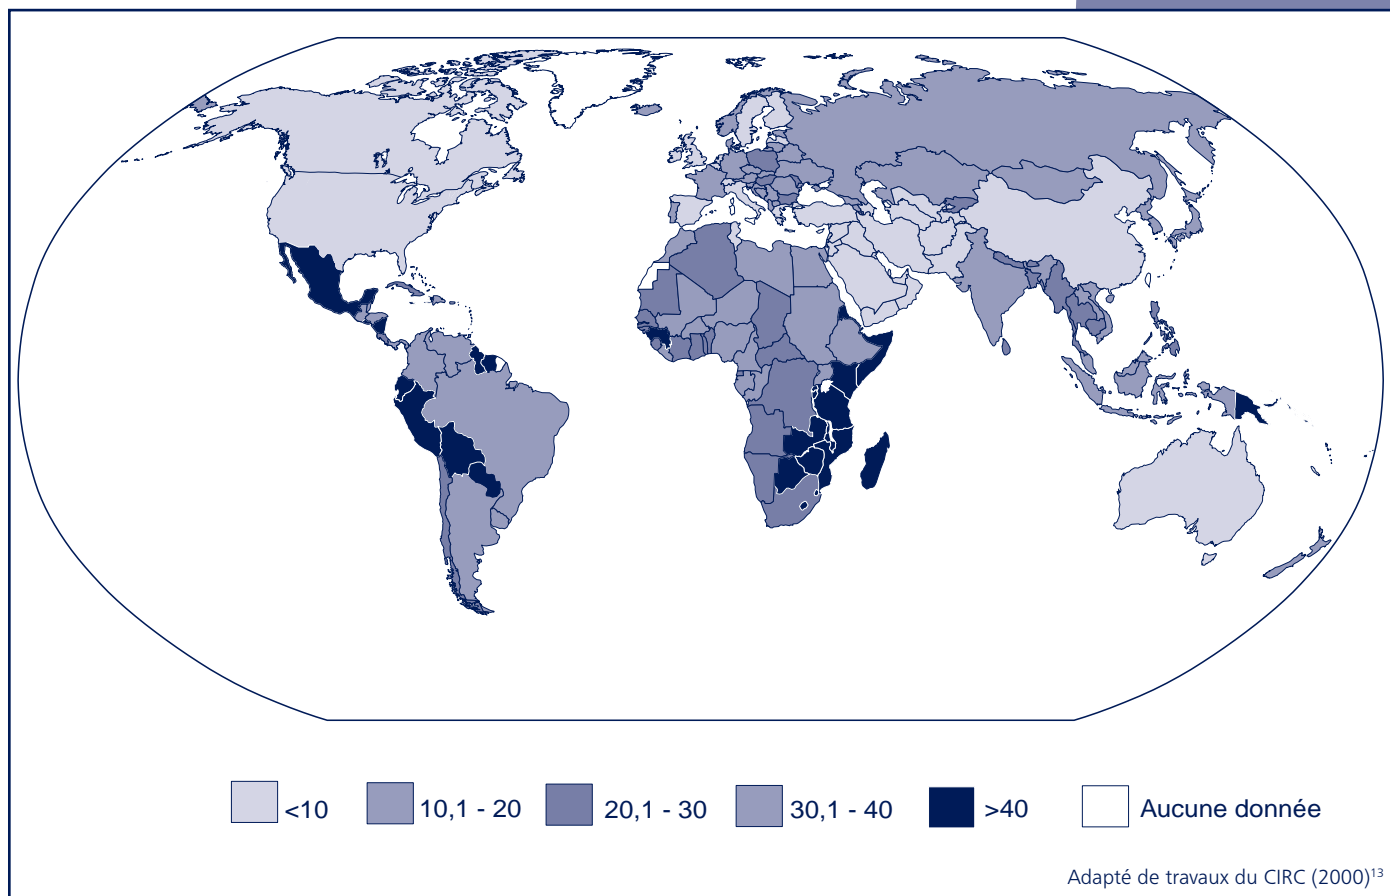 <10 10,1 - 20 20,1 - 30 30,1 - 40 >40 Aucune donnée
Adapté de travaux du CIRC (2000)¹³